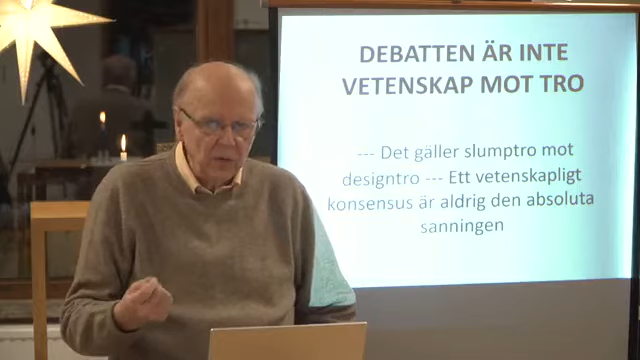 DEBATTEN ÄR INTE
VETENSKAP MOT TRO
--- Det gäller slumptro mot
designtro --- Ett vetenskapligt
konsensus är aldrig den absoluta
sanningen